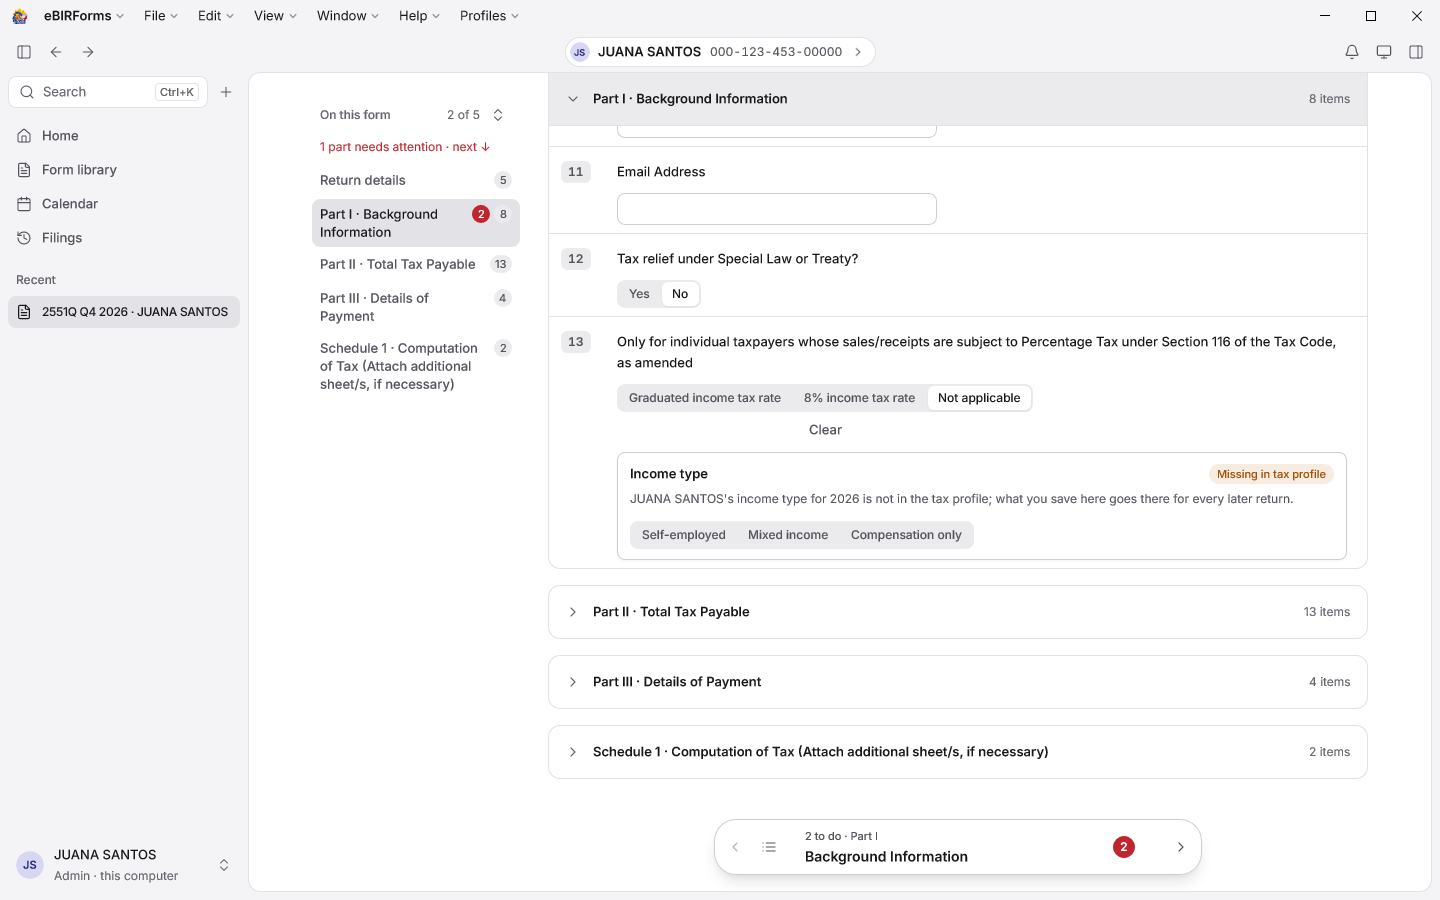 eBIRForms File Edit View Window Help Profiles
JS JUANA SANTOS 000-123-453-00000
Search Ctrl+K
Home
Form library
Calendar
Filings
Recent
2551Q Q4 2026 · JUANA SANTOS
JS JUANA SANTOS
Admin · this computer
On this form 2 of 5
1 part needs attention · next ↓
Return details 5
Part I · Background Information 2 8
Part II · Total Tax Payable 13
Part III · Details of Payment 4
Schedule 1 · Computation of Tax (Attach additional sheet/s, if necessary) 2
Part I · Background Information 8 items
11 Email Address
12 Tax relief under Special Law or Treaty?
Yes No
13 Only for individual taxpayers whose sales/receipts are subject to Percentage Tax under Section 116 of the Tax Code,
as amended
Graduated income tax rate 8% income tax rate Not applicable
Clear
Income type Missing in tax profile
JUANA SANTOS's income type for 2026 is not in the tax profile; what you save here goes there for every later return.
Self-employed Mixed income Compensation only
Part II · Total Tax Payable 13 items
Part III · Details of Payment 4 items
Schedule 1 · Computation of Tax (Attach additional sheet/s, if necessary) 2 items
2 to do · Part I
Background Information 2